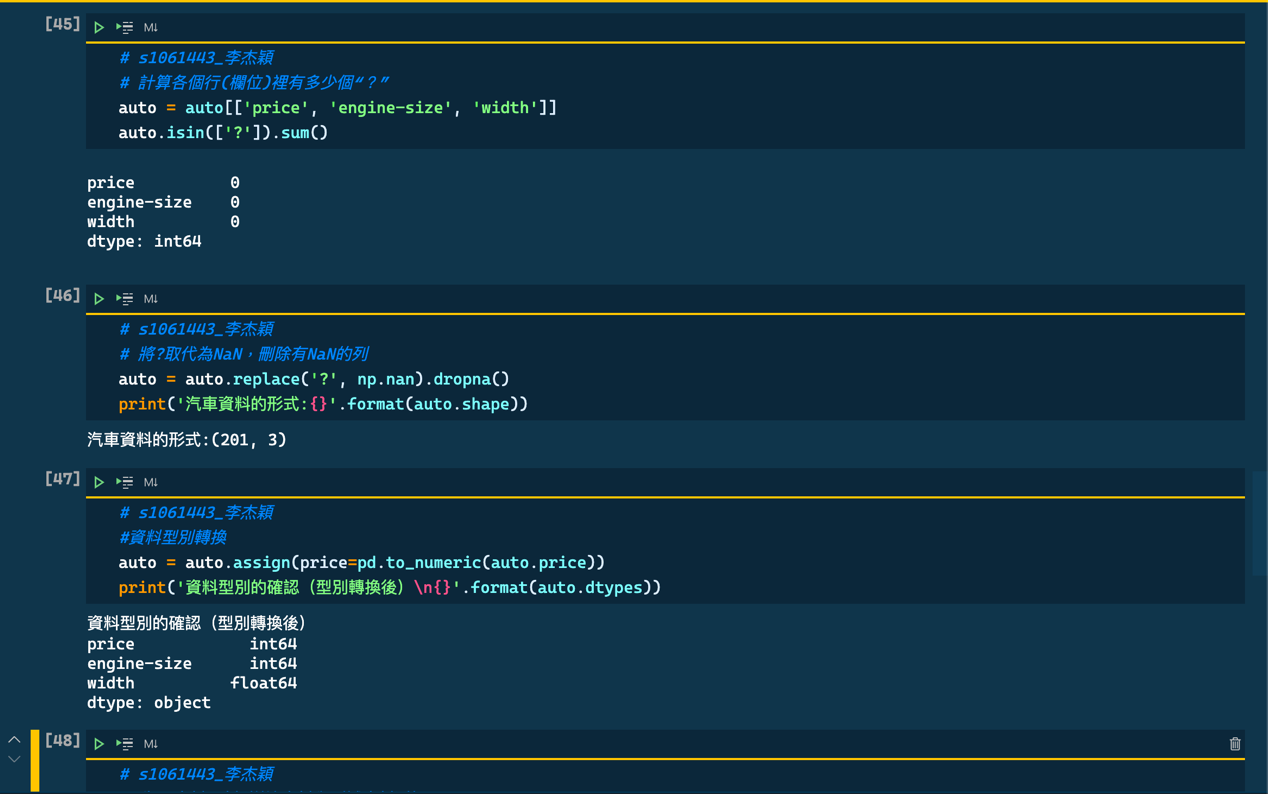 [45]
M↓
# s1061443_李杰穎
# 計算各個行(欄位)裡有多少個“？”
auto = auto[['price', 'engine-size', 'width']]
auto.isin(['?']).sum()
price 0
engine-size 0
width 0
dtype: int64
[46]
M↓
# s1061443_李杰穎
# 將?取代為NaN，刪除有NaN的列
auto = auto.replace('?', np.nan).dropna()
print('汽車資料的形式:{}'.format(auto.shape))
汽車資料的形式:(201, 3)
[47]
M↓
# s1061443_李杰穎
#資料型別轉換
auto = auto.assign(price=pd.to_numeric(auto.price))
print('資料型別的確認（型別轉換後）\n{}'.format(auto.dtypes))
資料型別的確認（型別轉換後）
price int64
engine-size int64
width float64
dtype: object
[48]
M↓
# s1061443_李杰穎